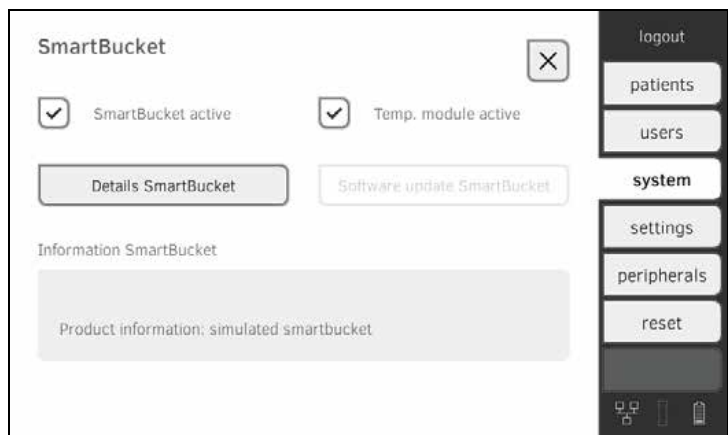 SmartBucket
SmartBucket active
Temp. module active
Details SmartBucket
Software update SmartBucket
Information SmartBucket
Product information: simulated smartbucket
logout
patients
users
system
settings
peripherals
reset